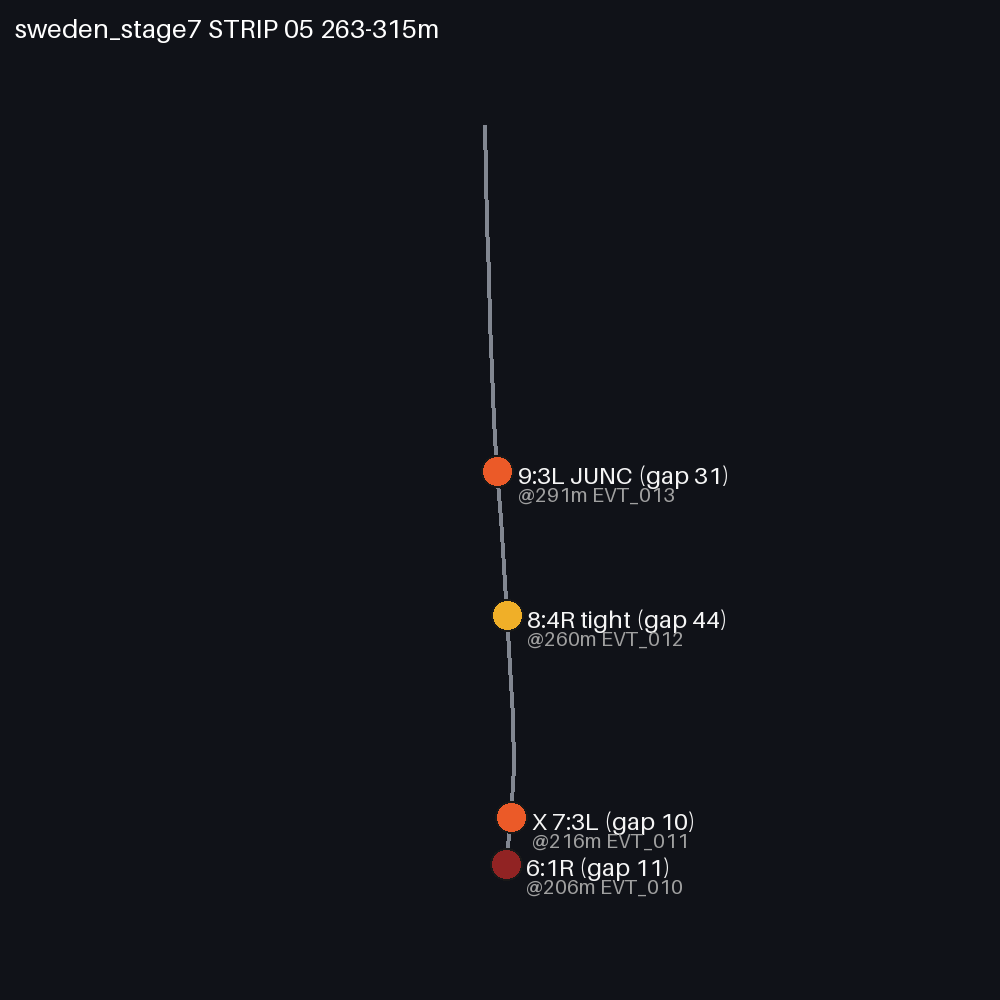 sweden_stage7 STRIP 05 263-315m
9:3L JUNC (gap 31)
@291m EVT_013
8:4R tight (gap 44)
@260m EVT_012
X 7:3L (gap 10)
@216m EVT_011
6:1R (gap 11)
@206m EVT_010